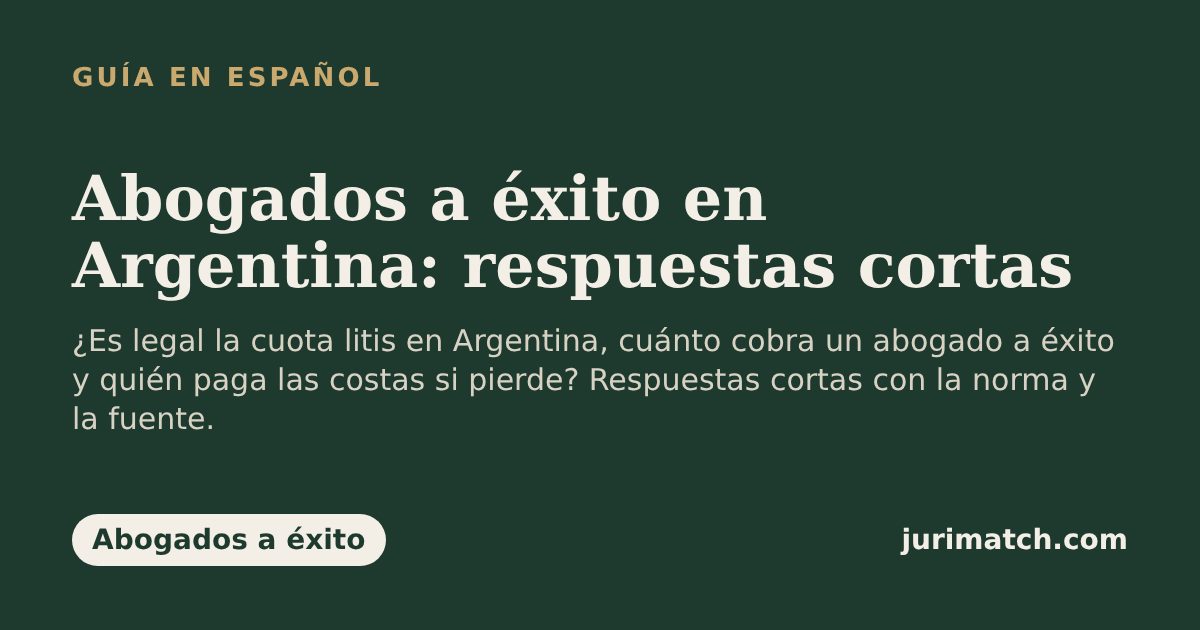 GUÍA EN ESPAÑOL
Abogados a éxito en
Argentina: respuestas cortas
¿Es legal la cuota litis en Argentina, cuánto cobra un abogado a éxito
y quién paga las costas si pierde? Respuestas cortas con la norma y
la fuente.
Abogados a éxito
jurimatch.com